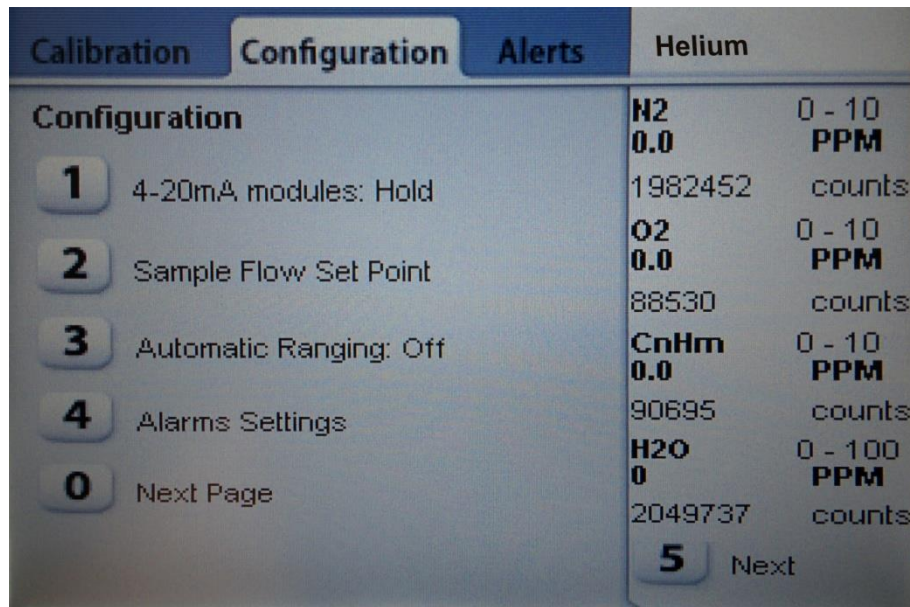 Calibration Configuration Alerts Helium
Configuration
1 4-20mA modules: Hold
2 Sample Flow Set Point
3 Automatic Ranging: Off
4 Alarms Settings
0 Next Page
N2 0 - 10
0.0 PPM
1982452 counts
O2 0 - 10
0.0 PPM
88530 counts
CnHm 0 - 10
0.0 PPM
90695 counts
H2O 0 - 100
0 PPM
2049737 counts
5 Next